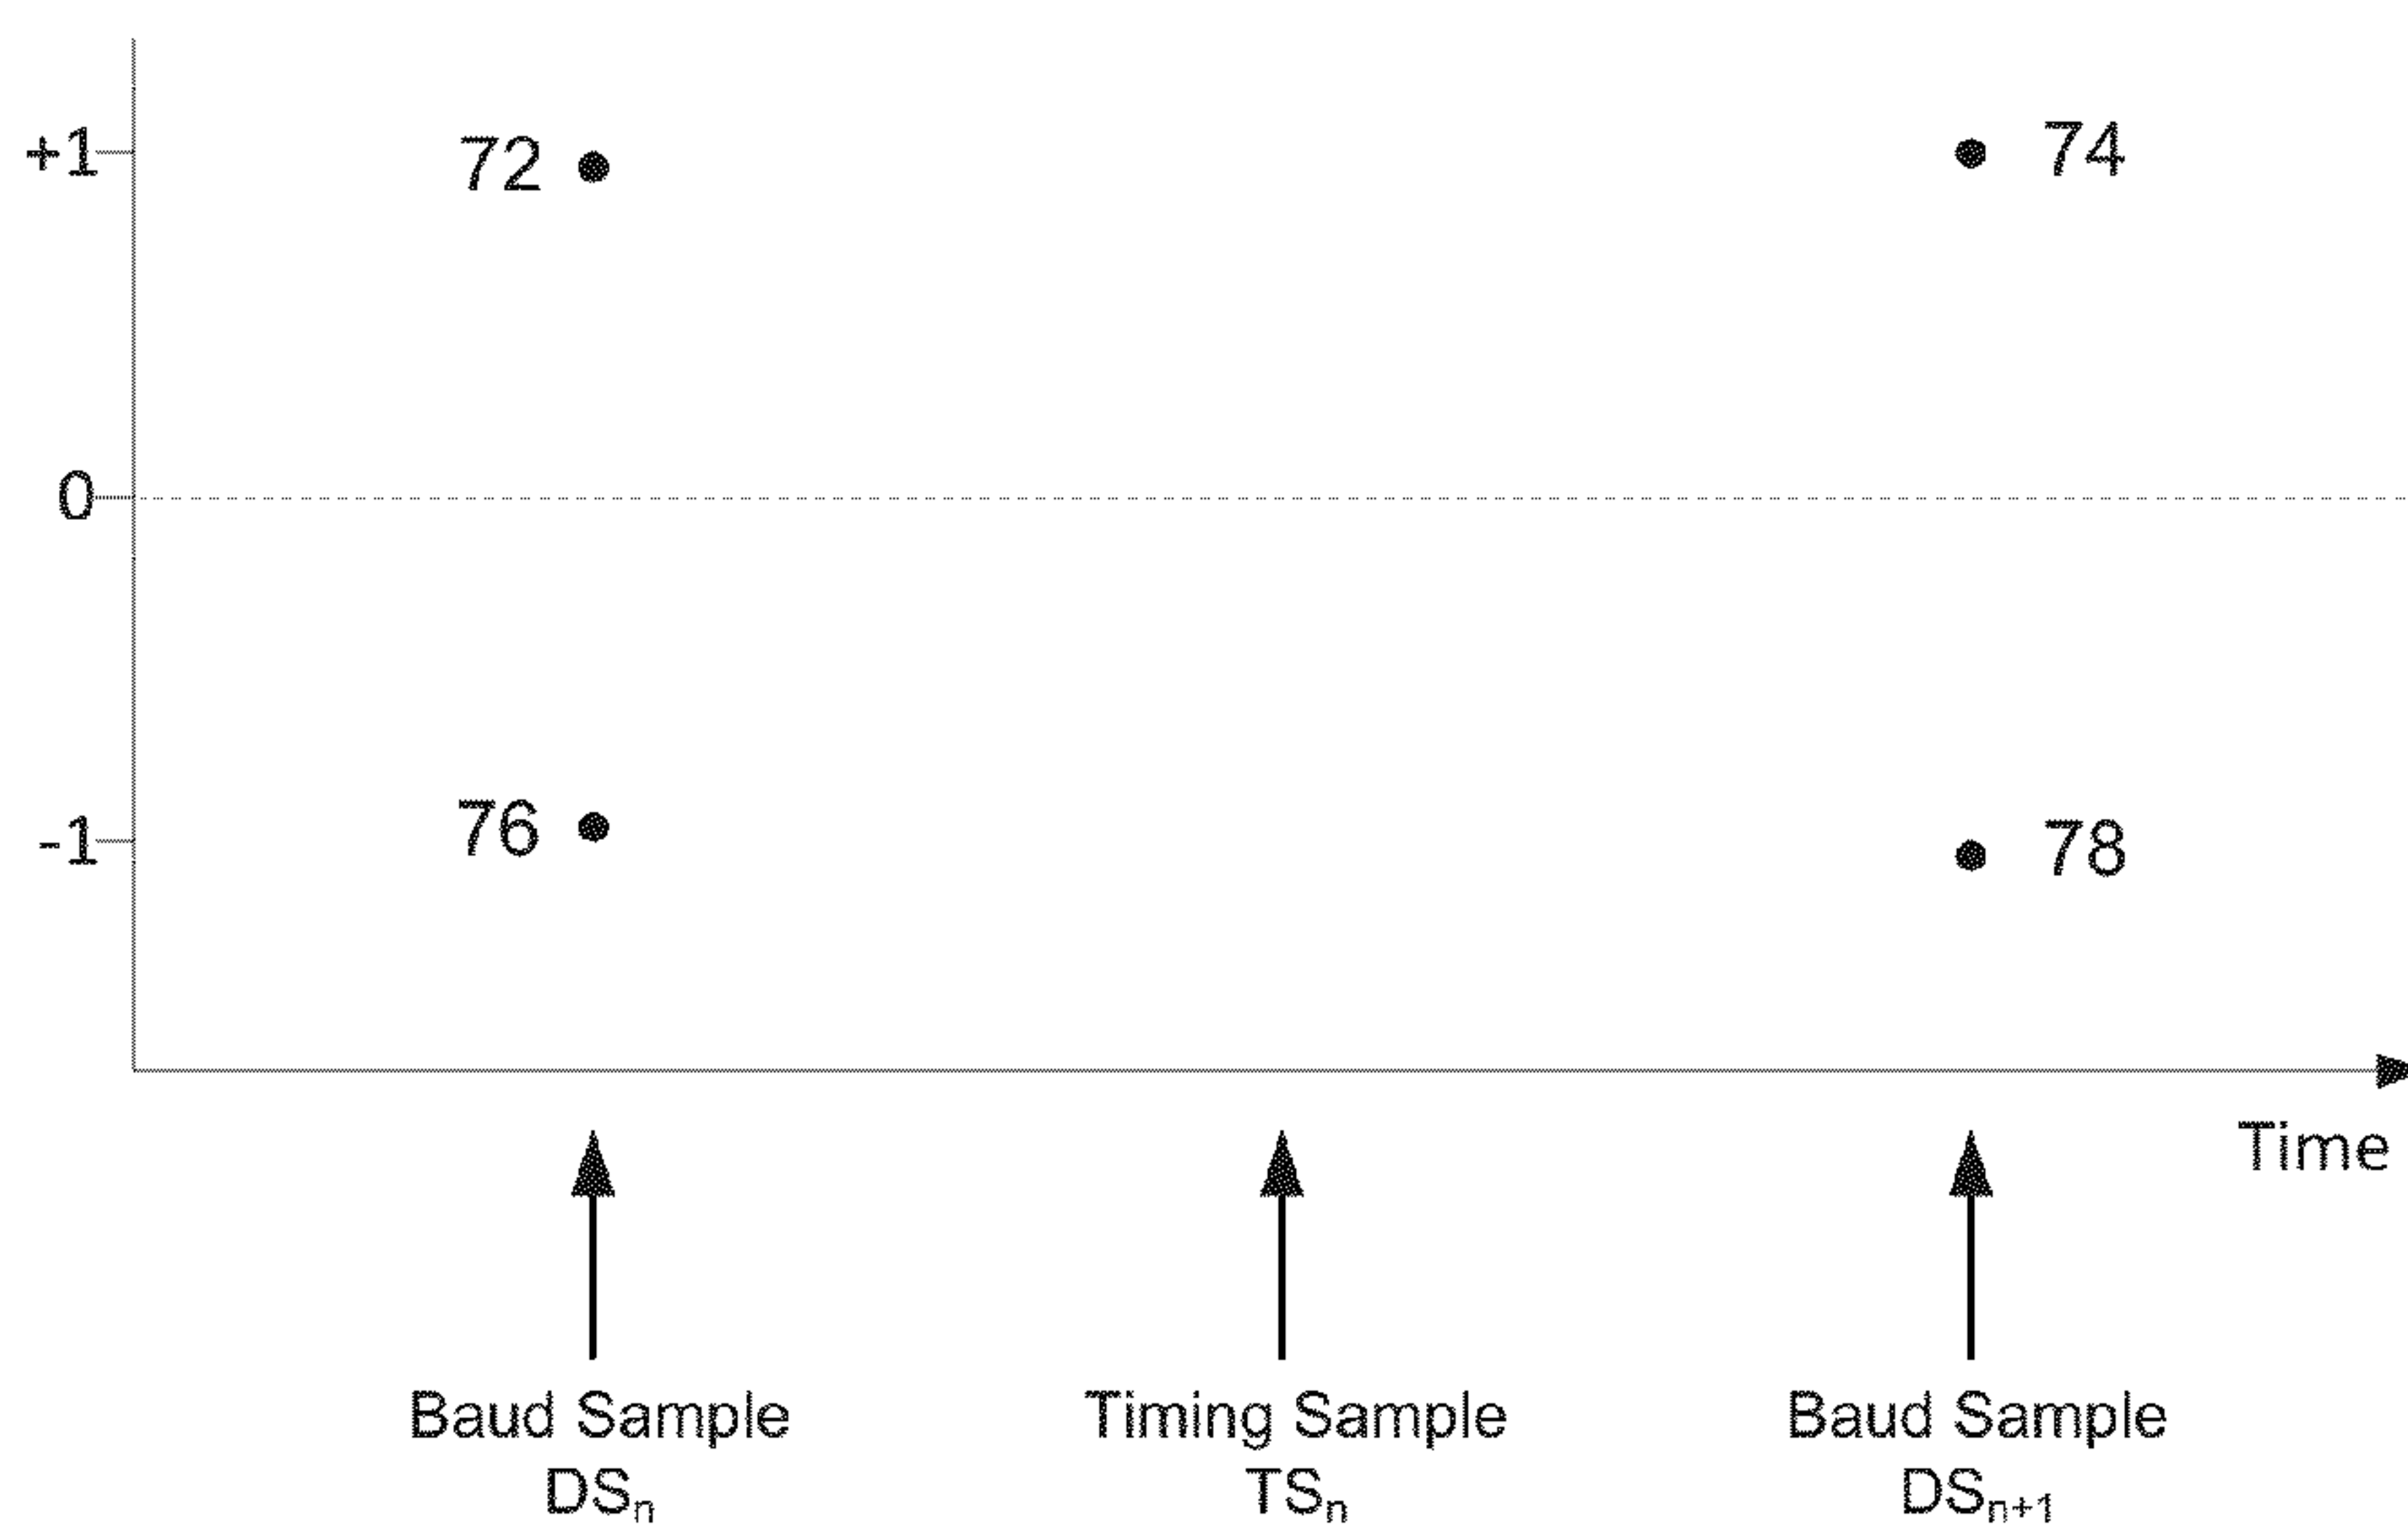 +1
72
74
0
-1
76
78
Time
Baud Sample
DSn
Timing Sample
TSn
Baud Sample
DSn+1